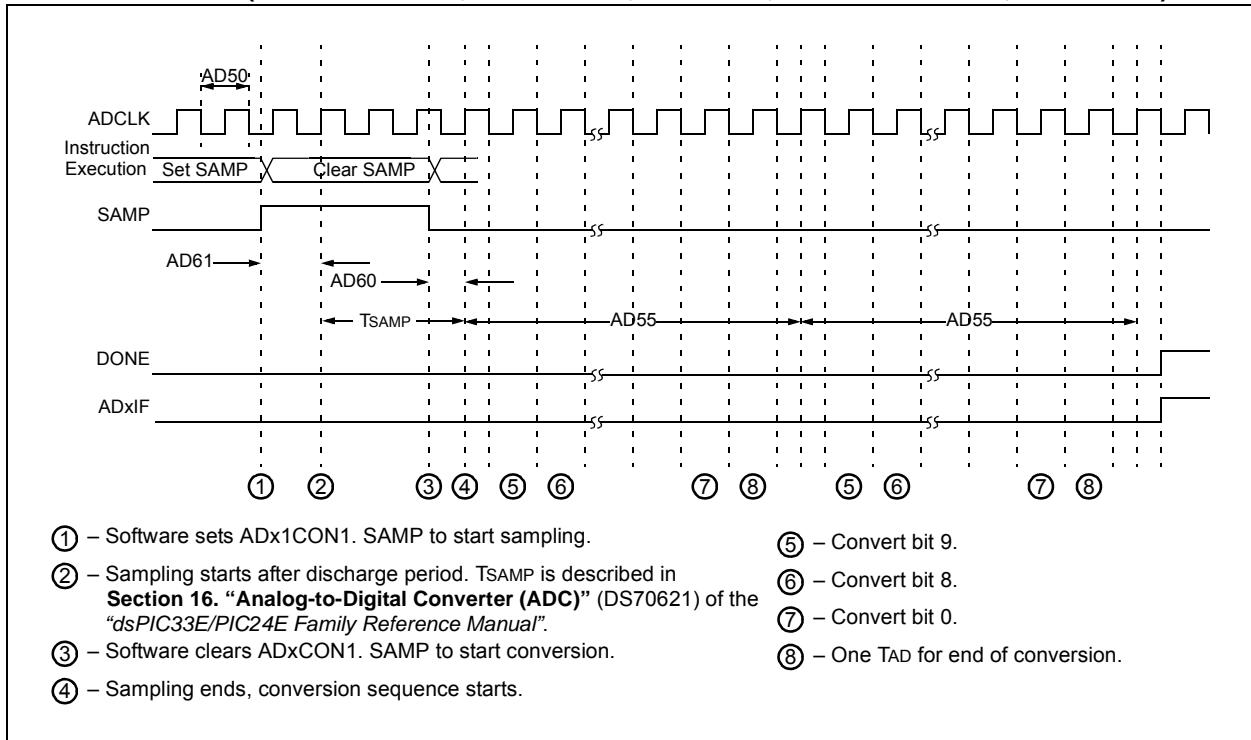 AD50
ADCLK
Instruction
Execution
Set SAMP
Clear SAMP
SAMP
AD61
AD60
TSAMP
AD55
AD55
DONE
ADxIF
① ② ③ ④ ⑤ ⑥ ⑦ ⑧ ⑤ ⑥ ⑦ ⑧
① – Software sets ADx1CON1. SAMP to start sampling.
② – Sampling starts after discharge period. TSAMP is described in
Section 16. “Analog-to-Digital Converter (ADC)” (DS70621) of the
“dsPIC33E/PIC24E Family Reference Manual”.
③ – Software clears ADxCON1. SAMP to start conversion.
④ – Sampling ends, conversion sequence starts.
⑤ – Convert bit 9.
⑥ – Convert bit 8.
⑦ – Convert bit 0.
⑧ – One TAD for end of conversion.